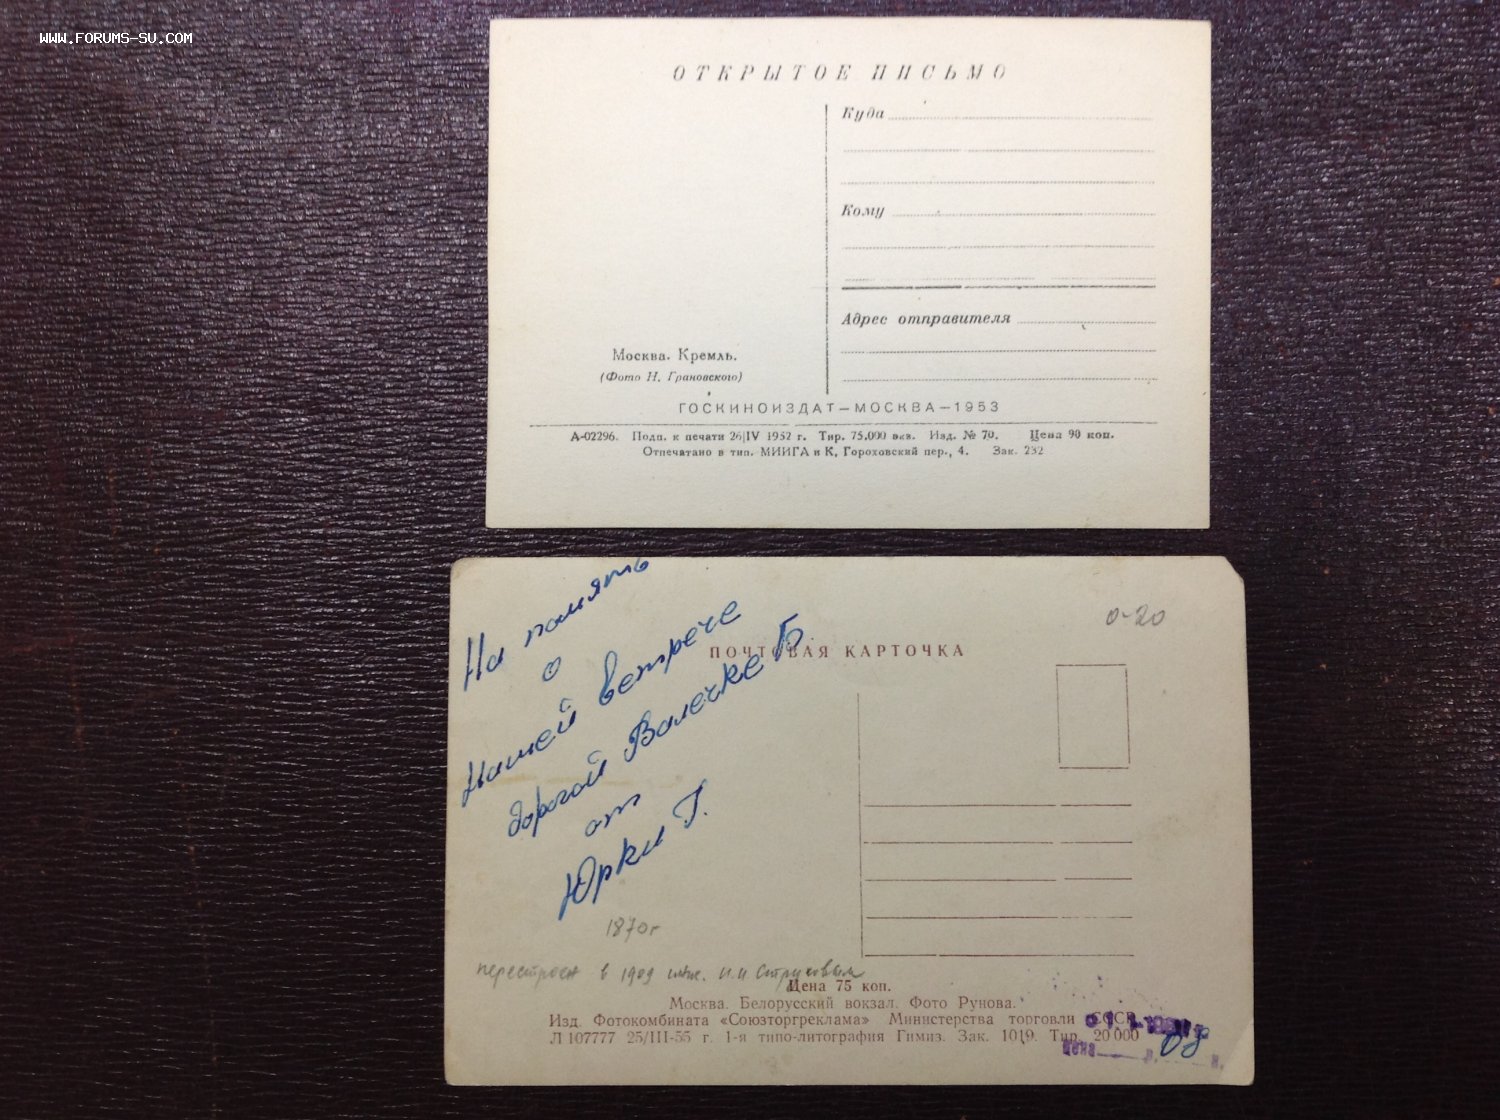 WWW.FORUMS-SU.COM
ОТКРЫТОЕ ПИСЬМО
Куда
Кому
Адрес отправителя
Москва. Кремль.
(Фото Н. Грановского)
ГОСКИНОИЗДАТ—МОСКВА—1953
А-02296. Подп. к печати 26|IV 1952 г. Тир. 75.000 экз. Изд. № 70. Цена 90 коп.
Отпечатано в тип. МИИГА и К, Гороховский пер., 4. Зак. 232
На память
о
нашей встрече
дорогой Валечке Б
от
Юрки Г.
0-20
ПОЧТОВАЯ КАРТОЧКА
1870г
перестроен в 1909 инж. И.И Струковым
Цена 75 коп.
Москва. Белорусский вокзал. Фото Рунова.
Изд. Фотокомбината «Союзторгреклама» Министерства торговли СССР
Л 107777 25/III-55 г. 1-я типо-литография Гимиз. Зак. 1019. Тир. 20 000
Цена р. к.